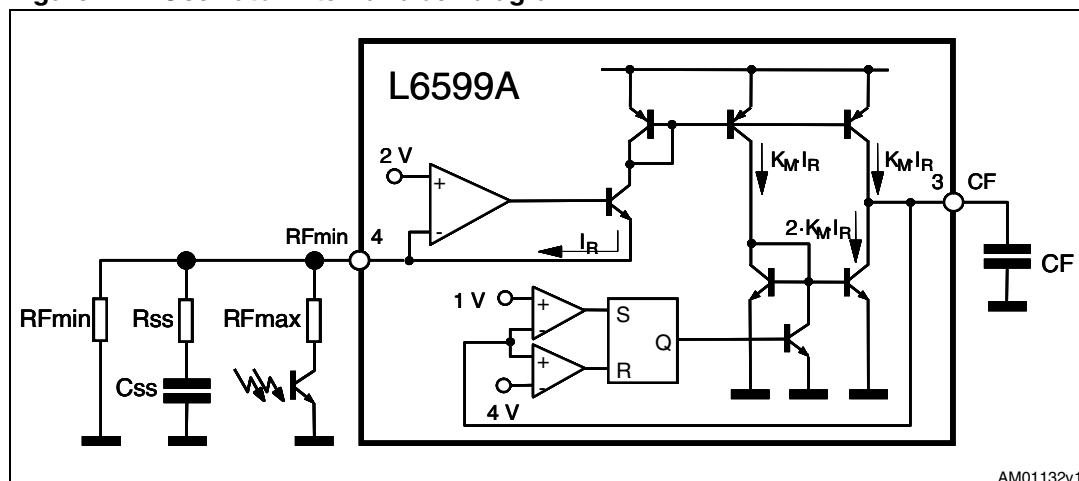 L6599A
2 V
+
-
K_M·I_R
K_M·I_R
3
CF
RFmin
4
I_R
2·K_M·I_R
CF
RFmin
Rss
RFmax
1 V
+
-
S
Q
Css
+
-
R
4 V
AM01132v1